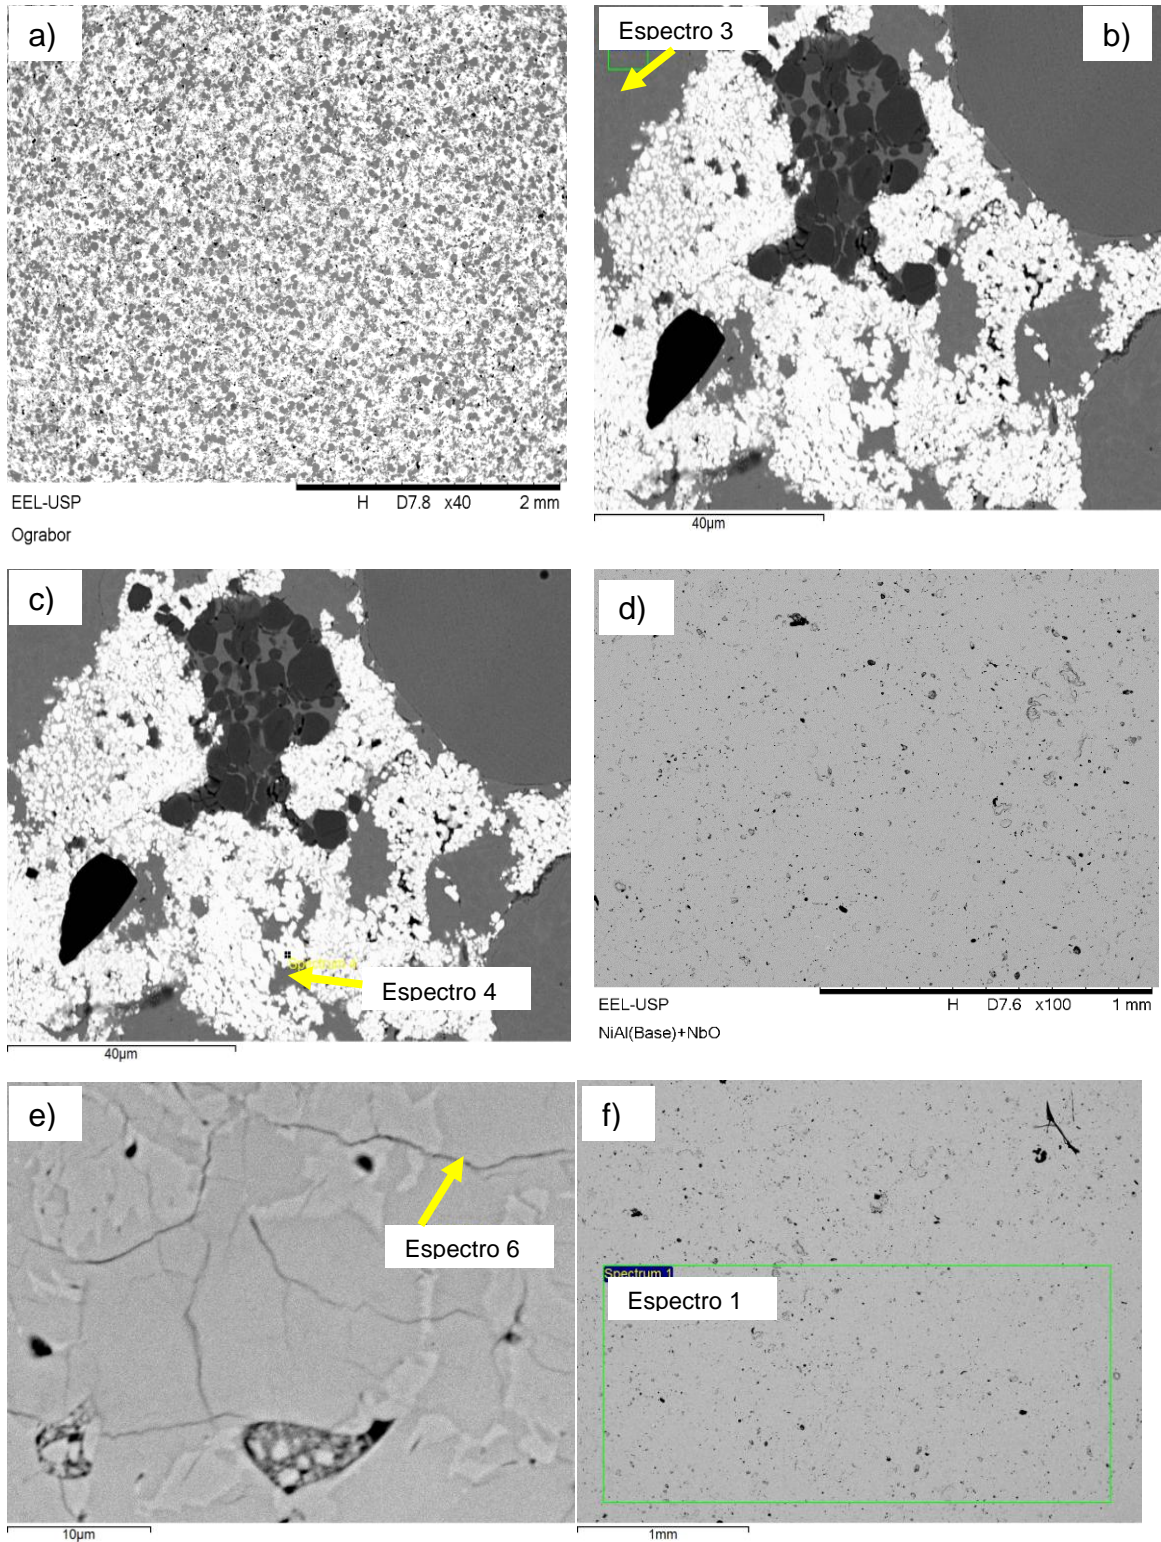 a)
EEL-USP H D7.8 x40 2 mm
Ograbor
Espectro 3
b)
40µm
c)
Espectro 4
40µm
d)
EEL-USP H D7.6 x100 1 mm
NiAl(Base)+NbO
e)
Espectro 6
10µm
f)
Spectrum 1
Espectro 1
1mm